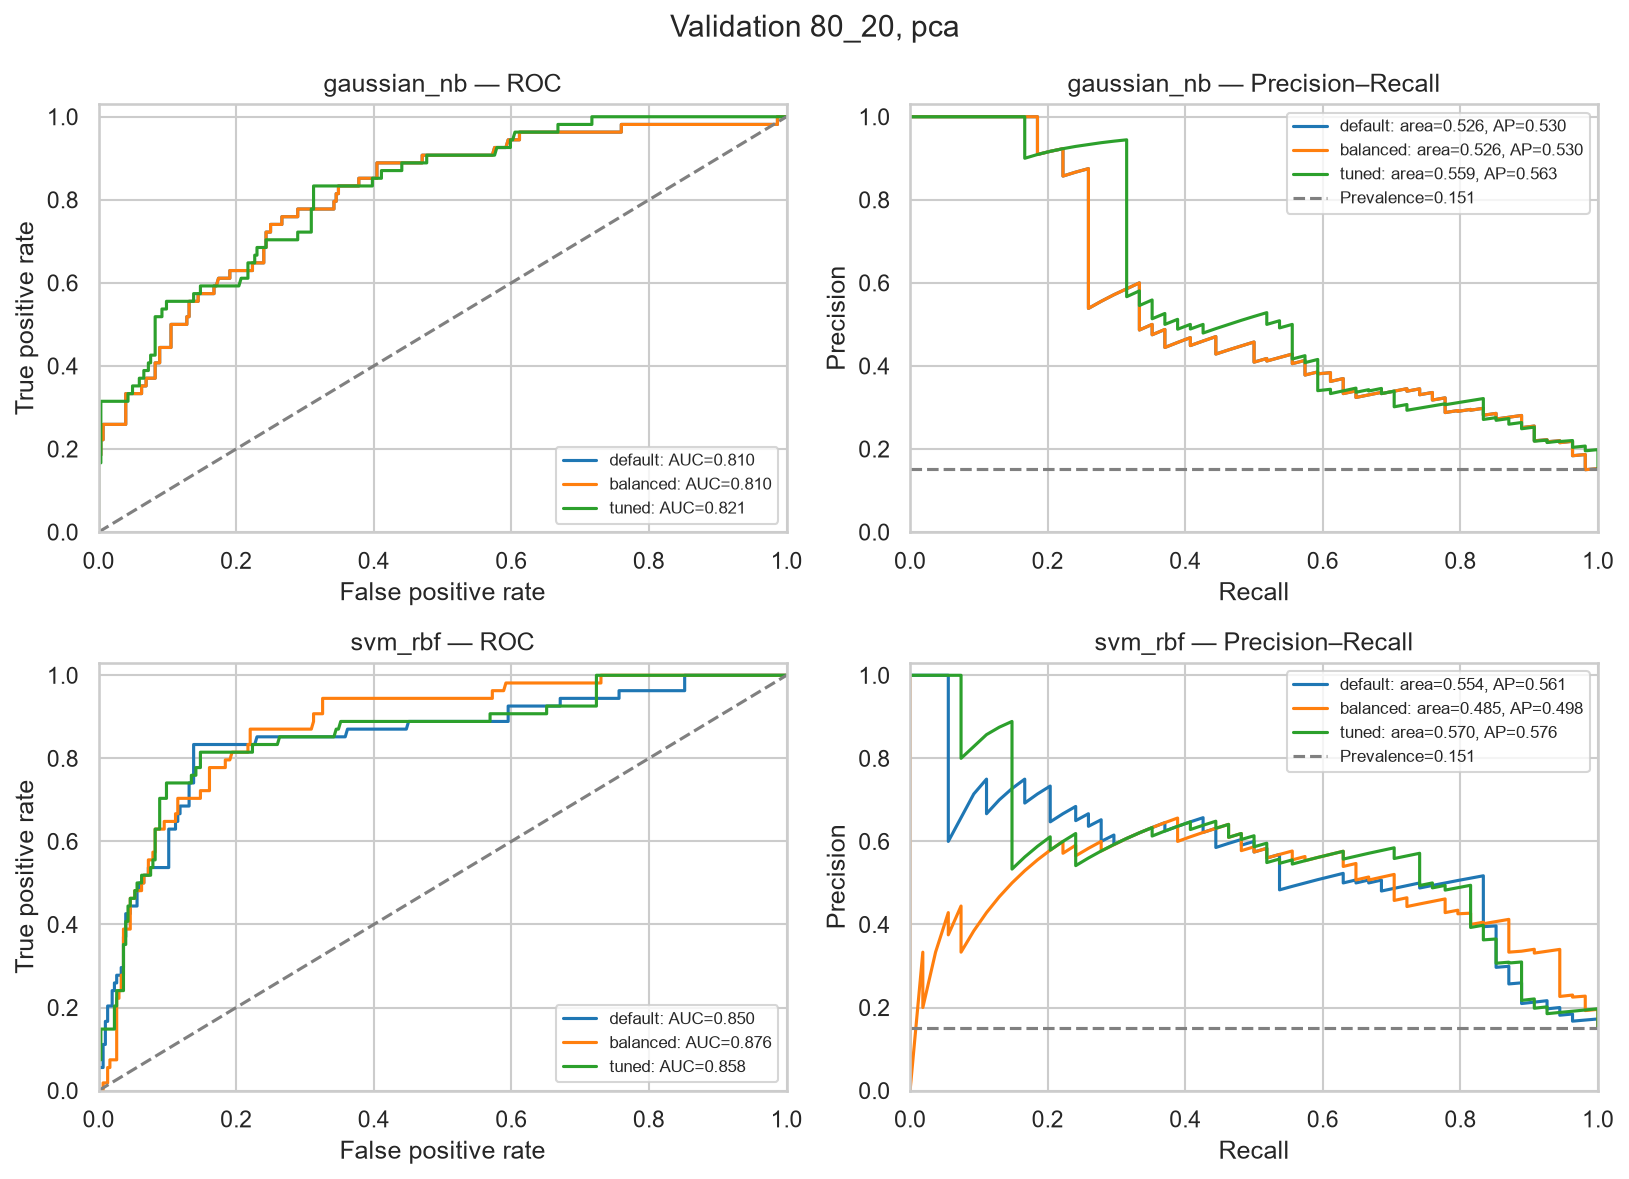 Validation 80_20, pca
gaussian_nb — ROC
True positive rate
1.0
0.8
0.6
0.4
0.2
0.0
default: AUC=0.810
balanced: AUC=0.810
tuned: AUC=0.821
0.0 0.2 0.4 0.6 0.8 1.0
False positive rate
gaussian_nb — Precision–Recall
Precision
1.0
0.8
0.6
0.4
0.2
0.0
default: area=0.526, AP=0.530
balanced: area=0.526, AP=0.530
tuned: area=0.559, AP=0.563
Prevalence=0.151
0.0 0.2 0.4 0.6 0.8 1.0
Recall
svm_rbf — ROC
True positive rate
1.0
0.8
0.6
0.4
0.2
0.0
default: AUC=0.850
balanced: AUC=0.876
tuned: AUC=0.858
0.0 0.2 0.4 0.6 0.8 1.0
False positive rate
svm_rbf — Precision–Recall
Precision
1.0
0.8
0.6
0.4
0.2
0.0
default: area=0.554, AP=0.561
balanced: area=0.485, AP=0.498
tuned: area=0.570, AP=0.576
Prevalence=0.151
0.0 0.2 0.4 0.6 0.8 1.0
Recall